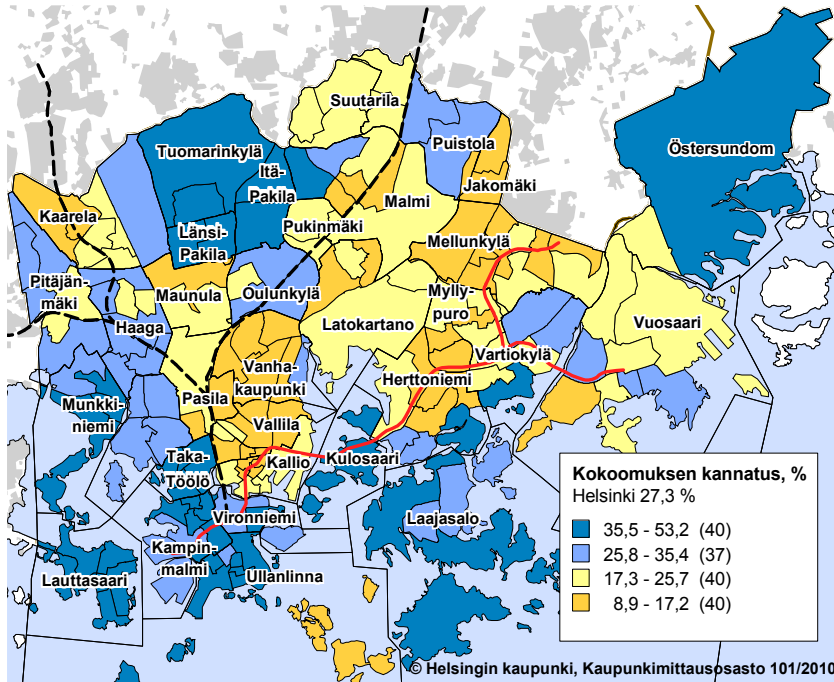 Suutarila
Puistola
Östersundom
Tuomarinkylä
Itä-
Pakila
Jakomäki
Malmi
Kaarela
Länsi-
Pakila
Pukinmäki
Mellunkylä
Pitäjän-
mäki
Maunula
Oulunkylä
Mylly-
puro
Haaga
Latokartano
Vuosaari
Vartiokylä
Vanha-
kaupunki
Herttoniemi
Munkki-
niemi
Pasila
Vallila
Taka-
Töölö
Kallio
Kulosaari
Vironniemi
Laajasalo
Kampin-
malmi
Lauttasaari
Ullanlinna
Kokoomuksen kannatus, %
Helsinki 27,3 %
35,5 - 53,2 (40)
25,8 - 35,4 (37)
17,3 - 25,7 (40)
8,9 - 17,2 (40)
© Helsingin kaupunki, Kaupunkimittausosasto 101/2010